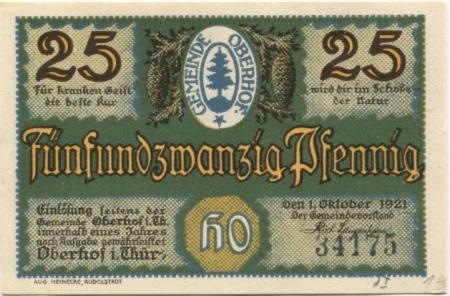 25
GEMEINDE OBERHOF
25
Für kranken Geist
die beste Kur
wird dir im Schoße
der Natur
Fünfundzwanzig Pfennig
Einlösung seitens der
Gemeinde Oberhof i. Th.
innerhalb eines Jahres
nach Ausgabe gewährleistet
Oberhof i. Thür.
HO
den 1. Oktober 1921
Der Gemeindevorstand
34175
AUG. HEINECKE, RUDOLSTADT